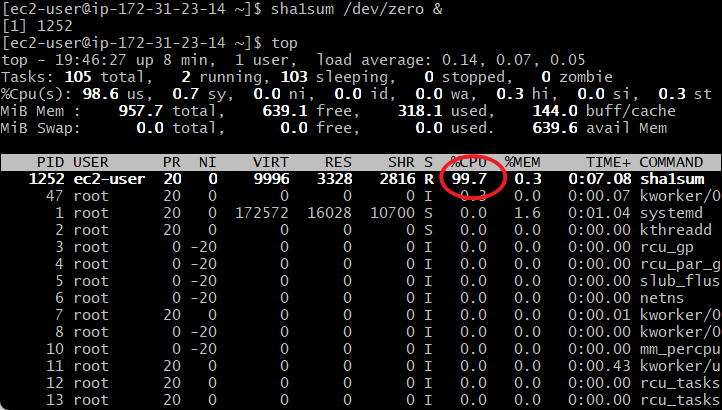 [ec2-user@ip-172-31-23-14 ~]$ sha1sum /dev/zero &
[1] 1252
[ec2-user@ip-172-31-23-14 ~]$ top
top - 19:46:27 up 8 min,  1 user,  load average: 0.14, 0.07, 0.05
Tasks: 105 total,   2 running, 103 sleeping,   0 stopped,   0 zombie
%Cpu(s): 98.6 us,  0.7 sy,  0.0 ni,  0.0 id,  0.0 wa,  0.3 hi,  0.0 si,  0.3 st
MiB Mem :    957.7 total,    639.1 free,    318.1 used,    144.0 buff/cache
MiB Swap:      0.0 total,      0.0 free,      0.0 used.    639.6 avail Mem
PID USER      PR  NI    VIRT    RES    SHR S  %CPU  %MEM     TIME+ COMMAND
1252 ec2-user  20   0    9996   3328   2816 R  99.7   0.3   0:07.08 sha1sum
47 root      20   0       0      0      0 I   0.3   0.0   0:00.07 kworker/0
1 root      20   0  172572  16028  10700 S   0.0   1.6   0:01.04 systemd
2 root      20   0       0      0      0 S   0.0   0.0   0:00.00 kthreadd
3 root       0 -20       0      0      0 I   0.0   0.0   0:00.00 rcu_gp
4 root       0 -20       0      0      0 I   0.0   0.0   0:00.00 rcu_par_g
5 root       0 -20       0      0      0 I   0.0   0.0   0:00.00 slub_flus
6 root       0 -20       0      0      0 I   0.0   0.0   0:00.00 netns
7 root      20   0       0      0      0 I   0.0   0.0   0:00.01 kworker/0
8 root       0 -20       0      0      0 I   0.0   0.0   0:00.00 kworker/0
10 root       0 -20       0      0      0 I   0.0   0.0   0:00.00 mm_percpu
11 root      20   0       0      0      0 I   0.0   0.0   0:00.43 kworker/u
12 root      20   0       0      0      0 I   0.0   0.0   0:00.00 rcu_tasks
13 root      20   0       0      0      0 I   0.0   0.0   0:00.00 rcu_tasks